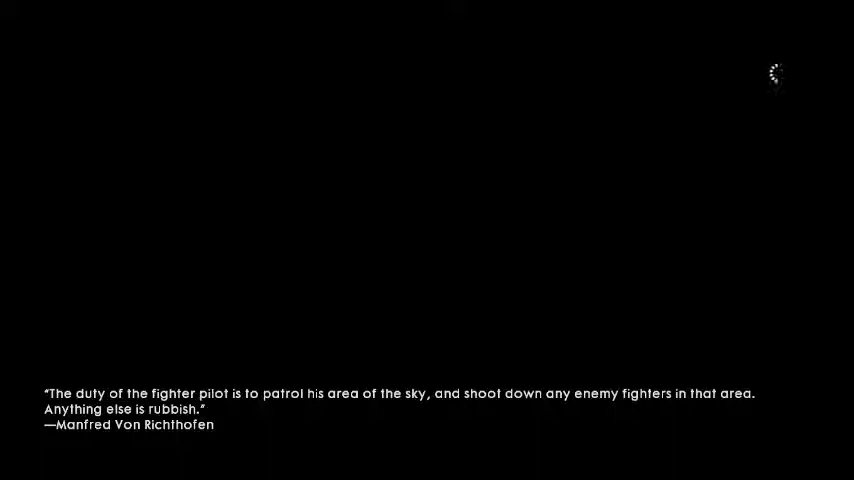 “The duty of the fighter pilot is to patrol his area of the sky, and shoot down any enemy fighters in that area.
Anything else is rubbish.”
—Manfred Von Richthofen